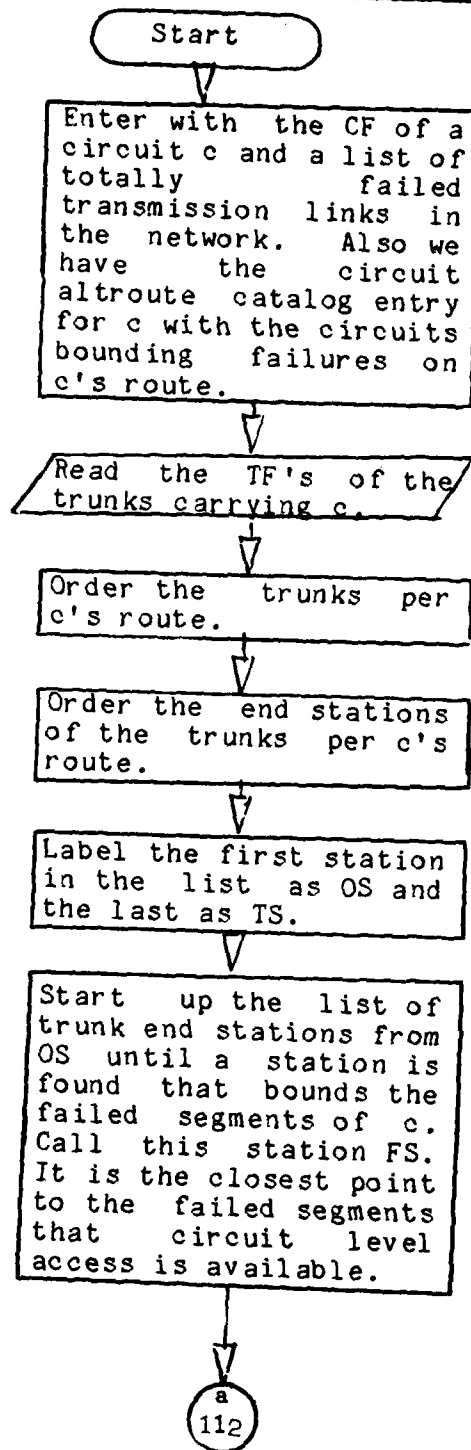 Start
Enter with the CF of a
circuit c and a list of
totally failed
transmission links in
the network. Also we
have the circuit
altroute catalog entry
for c with the circuits
bounding failures on
c's route.
Read the TF's of the
trunks carrying c.
Order the trunks per
c's route.
Order the end stations
of the trunks per c's
route.
Label the first station
in the list as OS and
the last as TS.
Start up the list of
trunk end stations from
OS until a station is
found that bounds the
failed segments of c.
Call this station FS.
It is the closest point
to the failed segments
that circuit level
access is available.
a
112